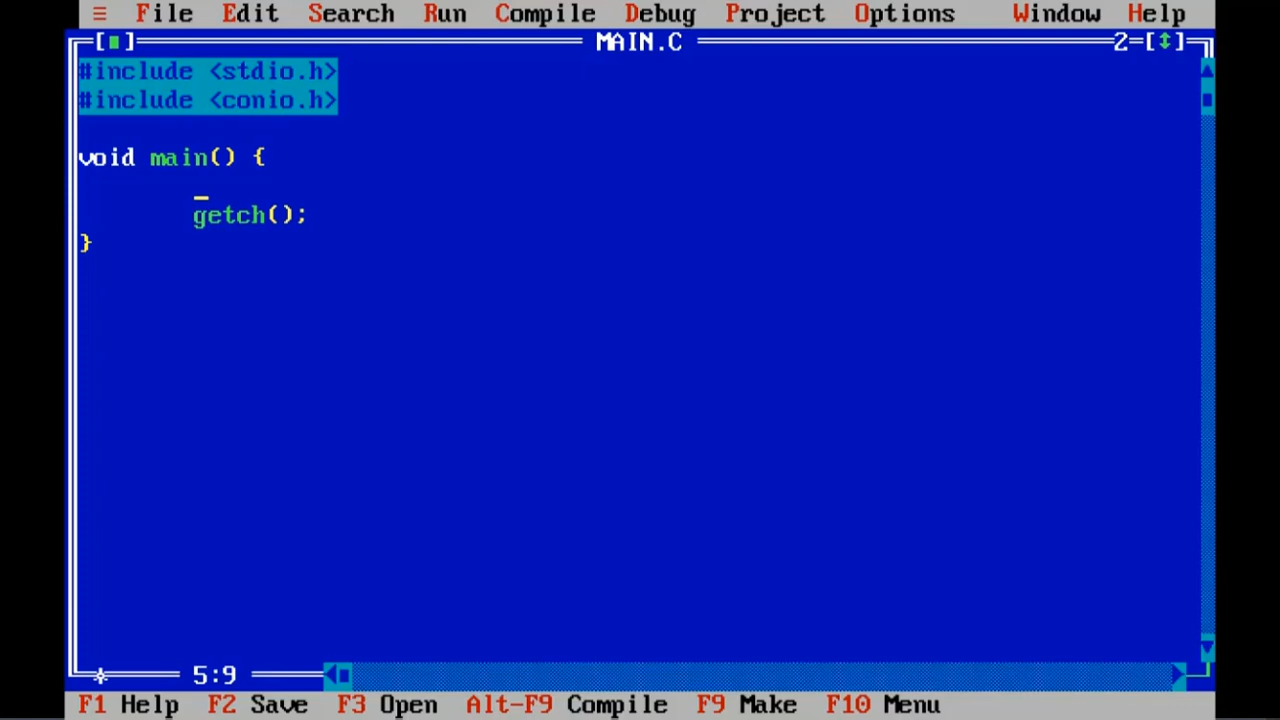 ≡ File Edit Search Run Compile Debug Project Options Window Help
[■] MAIN.C 2=[↕]
#include <stdio.h>
#include <conio.h>
void main() {
_
getch();
}
* 5:9
F1 Help F2 Save F3 Open Alt-F9 Compile F9 Make F10 Menu